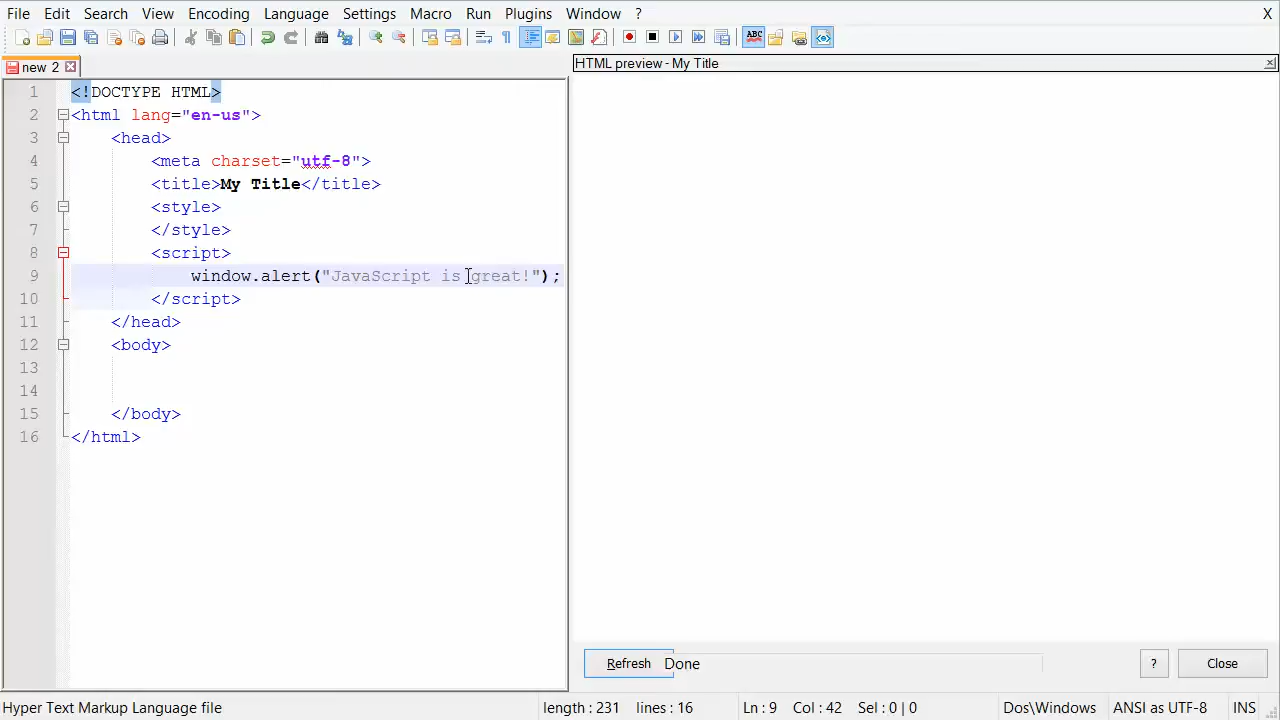 File Edit Search View Encoding Language Settings Macro Run Plugins Window ? X
ABC
new 2
HTML preview - My Title
1 <!DOCTYPE HTML>
2 <html lang="en-us">
3 <head>
4 <meta charset="utf-8">
5 <title>My Title</title>
6 <style>
7 </style>
8 <script>
9 window.alert("JavaScript is great!");
10 </script>
11 </head>
12 <body>
13
14
15 </body>
16 </html>
Refresh Done ? Close
Hyper Text Markup Language file length : 231 lines : 16 Ln : 9 Col : 42 Sel : 0 | 0 Dos\Windows ANSI as UTF-8 INS